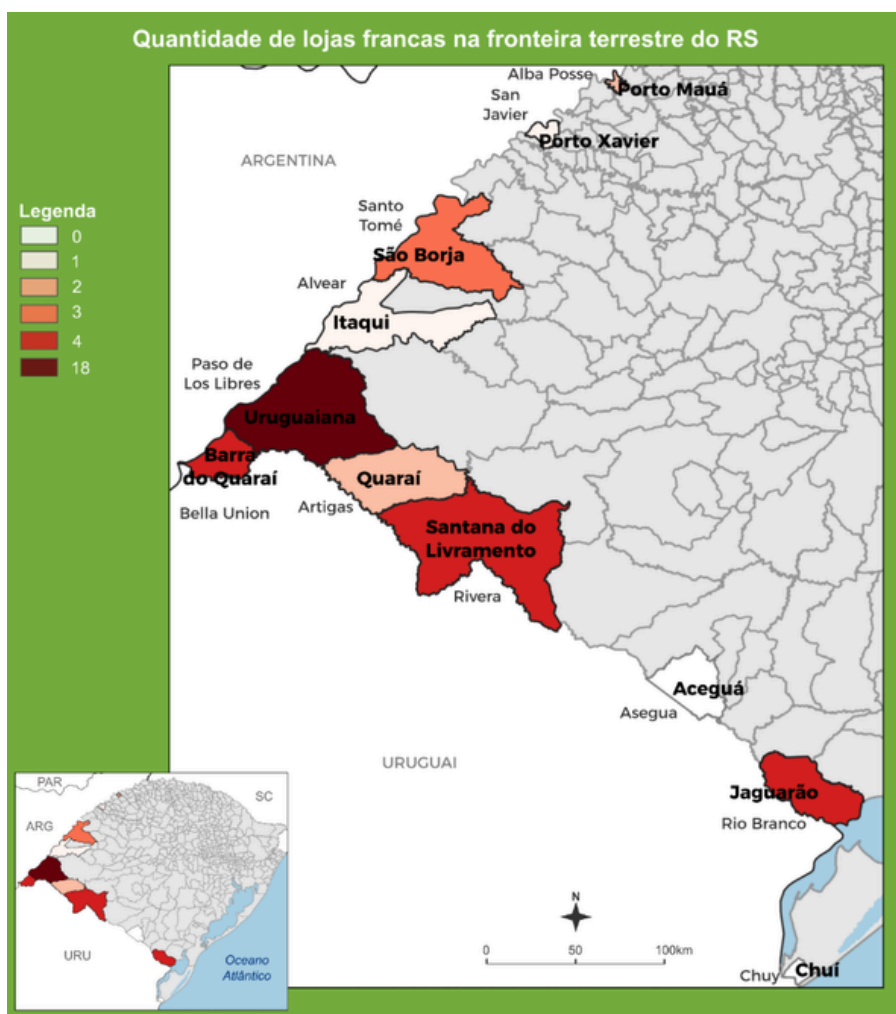 Quantidade de lojas francas na fronteira terrestre do RS
Legenda
0
1
2
3
4
18
Alba Posse
Porto Mauá
San
Javier
Porto Xavier
ARGENTINA
Santo
Tomé
São Borja
Alvear
Itaqui
Paso de
Los Libres
Uruguaiana
Barra
do Quaraí
Quaraí
Bella Union
Artigas
Santana do
Livramento
Rivera
Aceguá
Asegua
URUGUAI
Jaguarão
Rio Branco
N
0 50 100km
Chuy
Chuí
PAR
SC
ARG
URU
Oceano
Atlântico